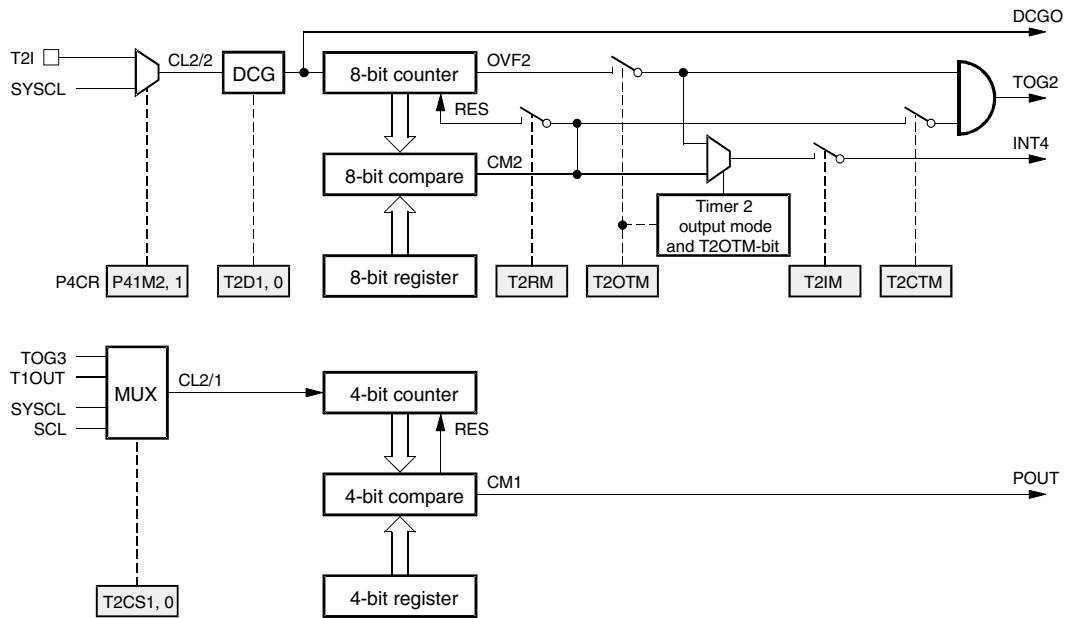 DCGO
T2I
CL2/2
DCG
8-bit counter
OVF2
TOG2
SYSCL
RES
INT4
8-bit compare
CM2
Timer 2
output mode
and T2OTM-bit
P4CR
P41M2, 1
T2D1, 0
8-bit register
T2RM
T2OTM
T2IM
T2CTM
TOG3
T1OUT
SYSCL
SCL
MUX
CL2/1
4-bit counter
RES
4-bit compare
CM1
POUT
T2CS1, 0
4-bit register